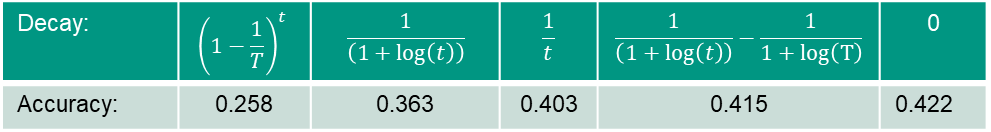 Decay: (1 − 1/T)^t 1/(1 + log(t)) 1/t 1/(1 + log(t)) − 1/(1 + log(T)) 0
Accuracy: 0.258 0.363 0.403 0.415 0.422